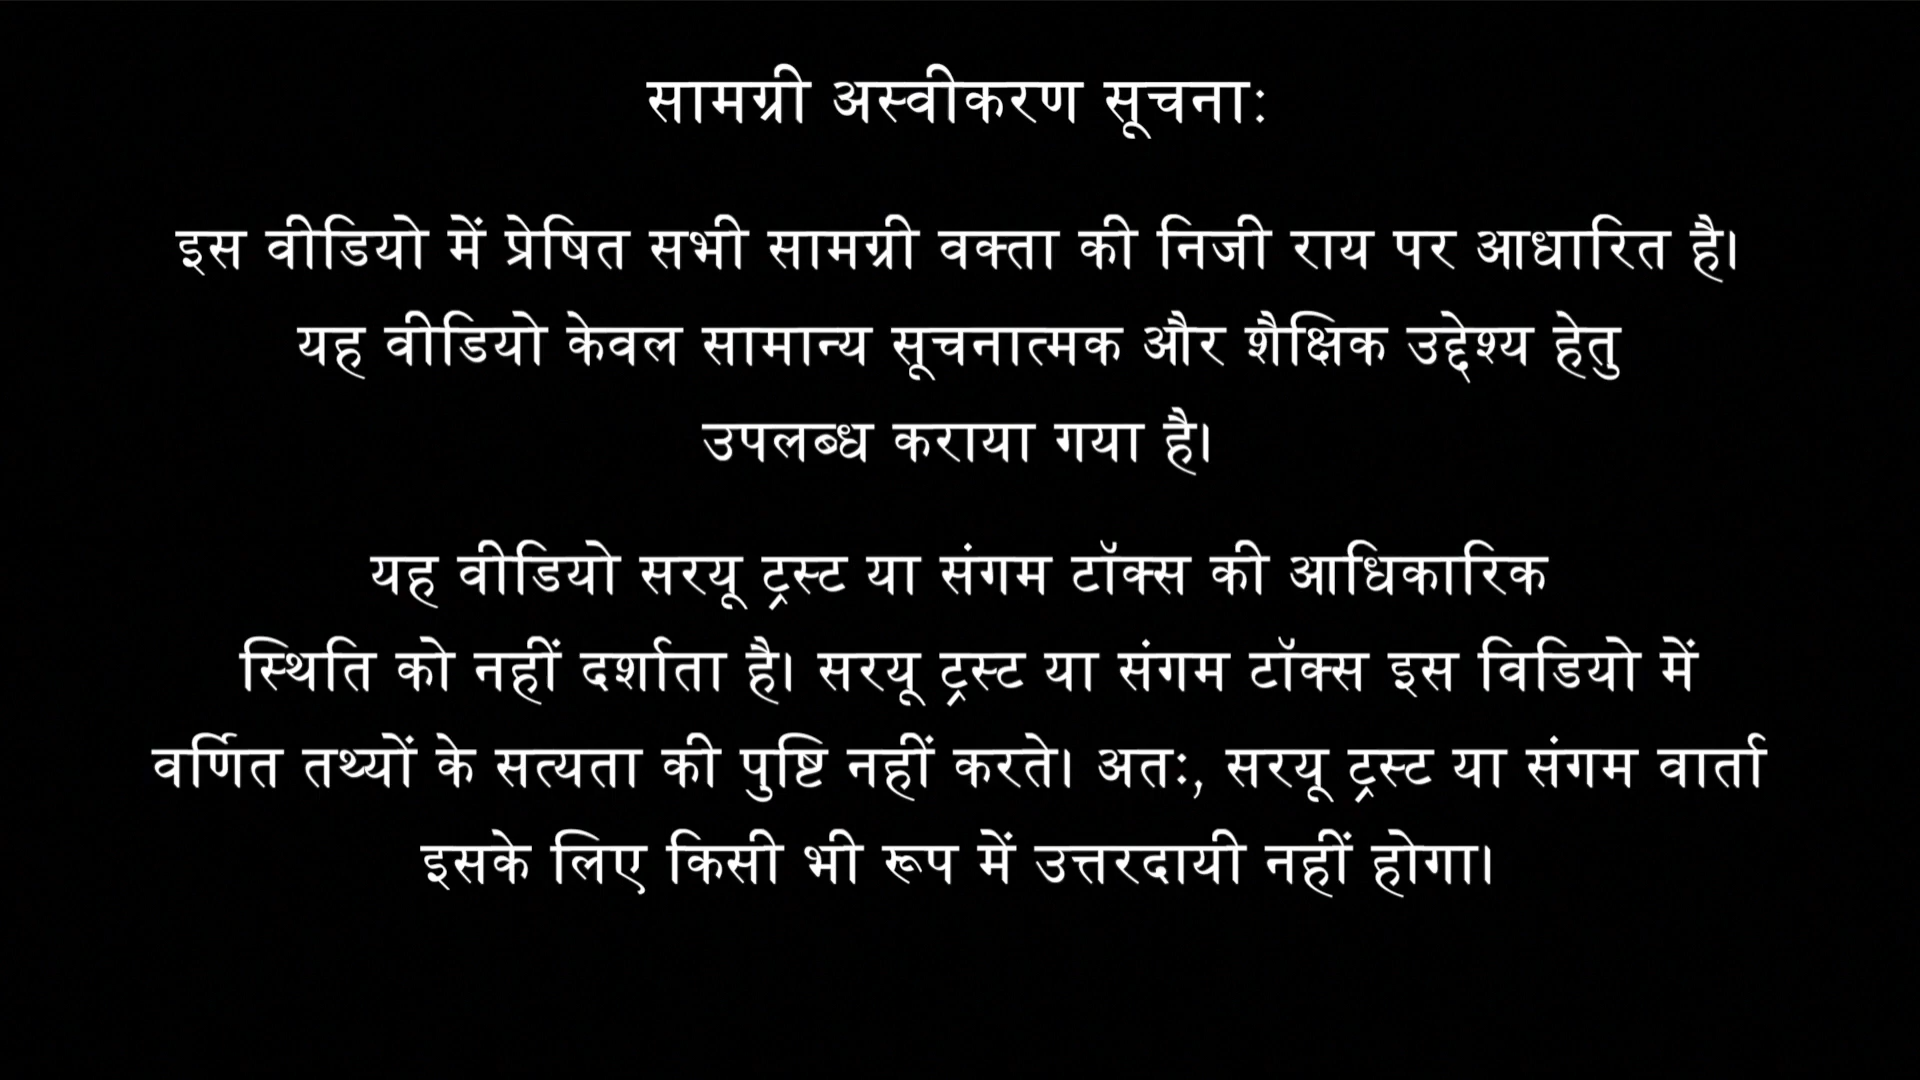 सामग्री अस्वीकरण सूचना:
इस वीडियो में प्रेषित सभी सामग्री वक्ता की निजी राय पर आधारित है।
यह वीडियो केवल सामान्य सूचनात्मक और शैक्षिक उद्देश्य हेतु
उपलब्ध कराया गया है।
यह वीडियो सरयू ट्रस्ट या संगम टॉक्स की आधिकारिक
स्थिति को नहीं दर्शाता है। सरयू ट्रस्ट या संगम टॉक्स इस विडियो में
वर्णित तथ्यों के सत्यता की पुष्टि नहीं करते। अतः, सरयू ट्रस्ट या संगम वार्ता
इसके लिए किसी भी रूप में उत्तरदायी नहीं होगा।